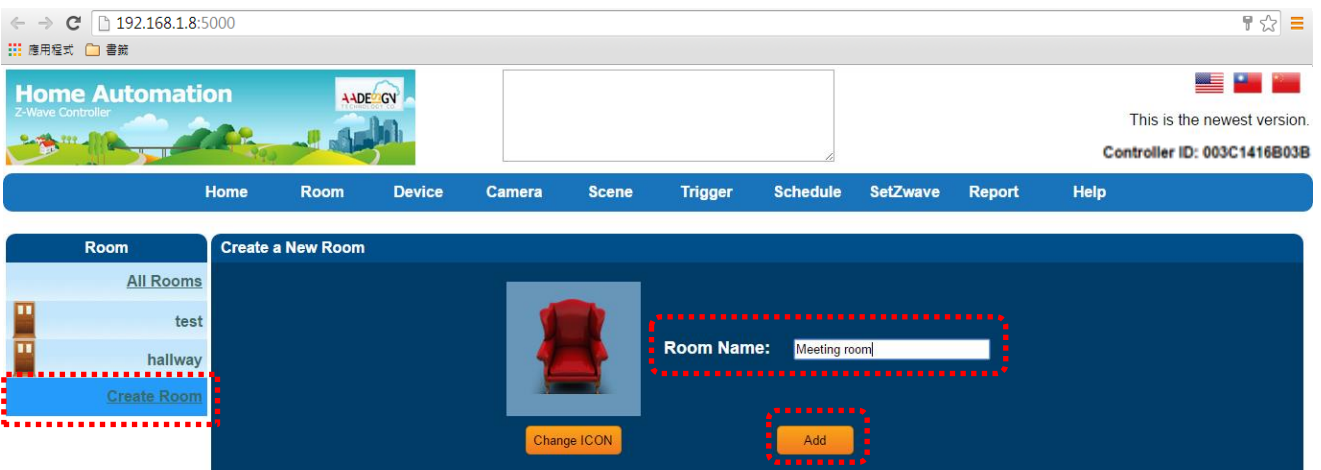 192.168.1.8:5000
應用程式 書籤
Home Automation
Z-Wave Controller
This is the newest version.
Controller ID: 003C1416B03B
Home Room Device Camera Scene Trigger Schedule SetZwave Report Help
Room
All Rooms
test
hallway
Create Room
Create a New Room
Room Name: Meeting room
Change ICON
Add